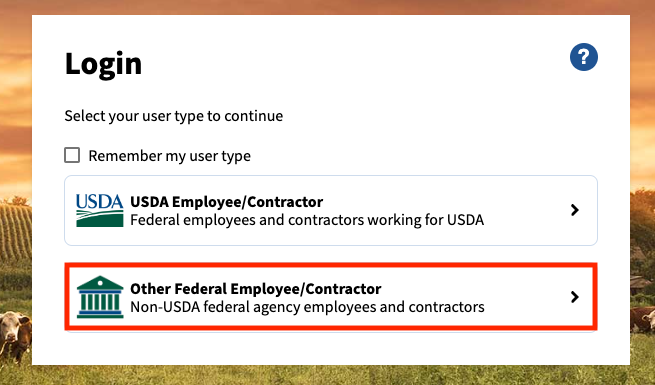 Login
?
Select your user type to continue
Remember my user type
USDA
USDA Employee/Contractor
Federal employees and contractors working for USDA
Other Federal Employee/Contractor
Non-USDA federal agency employees and contractors